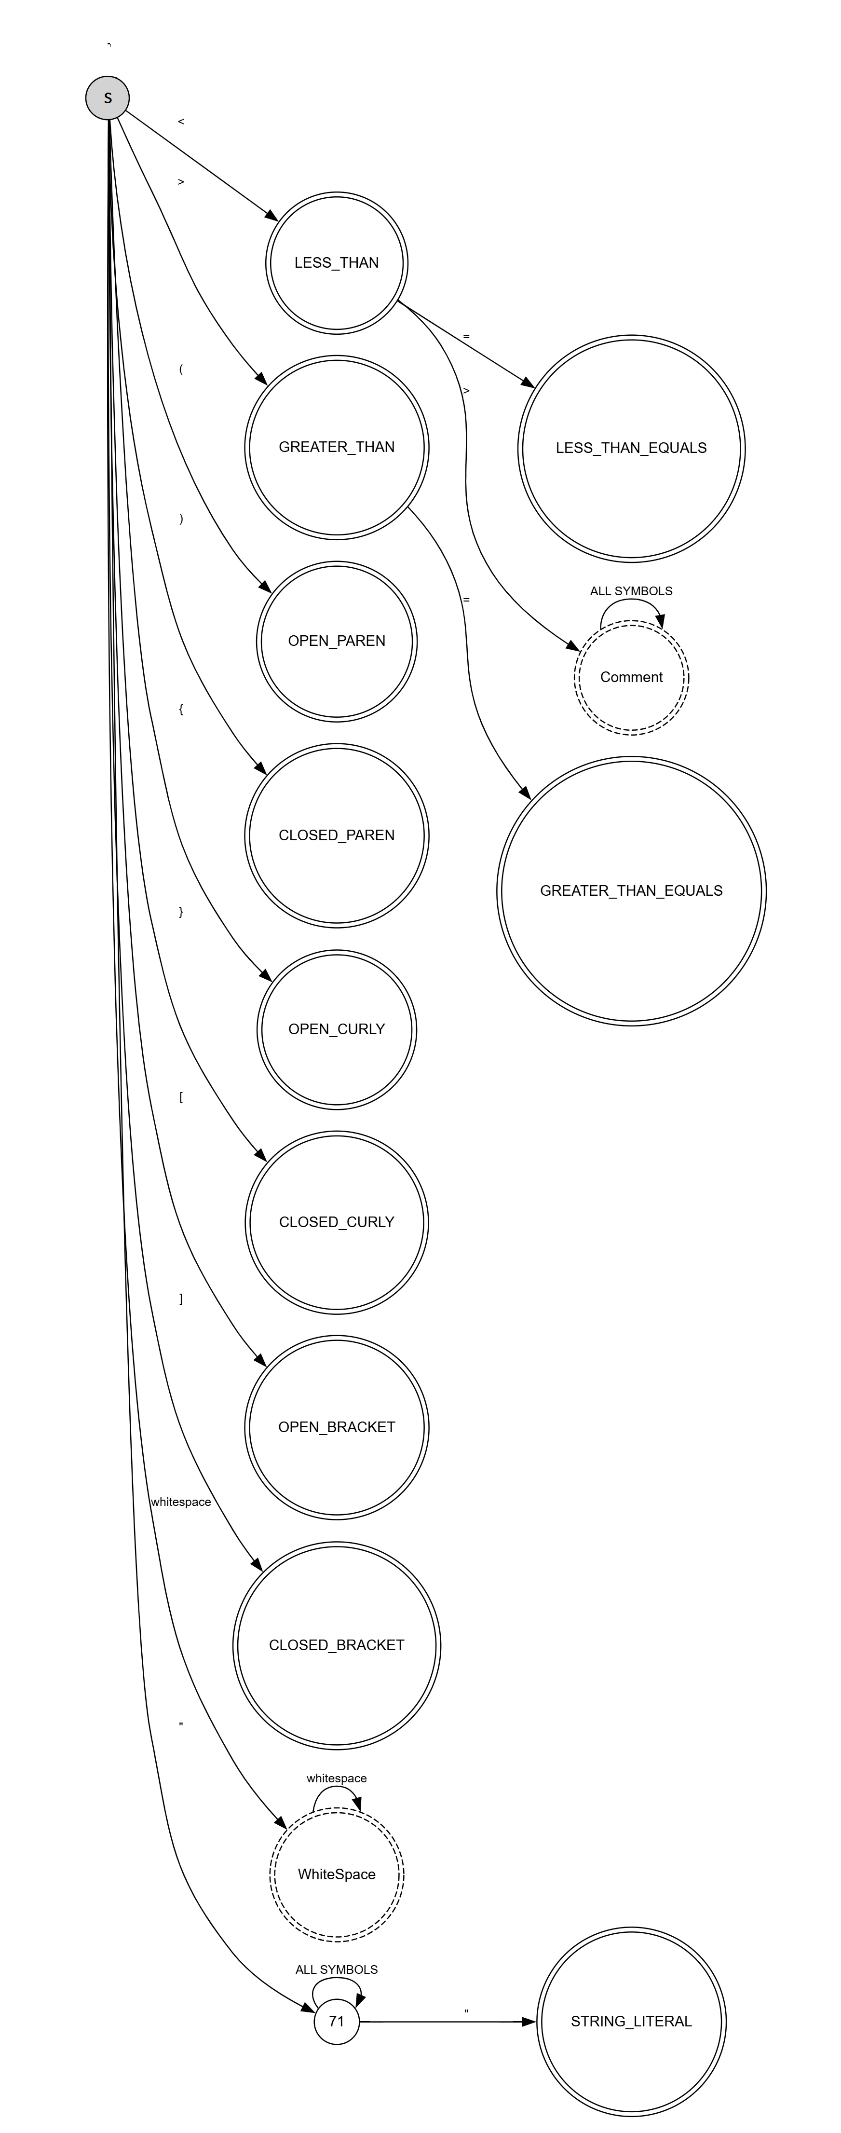 S
<
>
LESS_THAN
=
(
>
GREATER_THAN
LESS_THAN_EQUALS
)
ALL SYMBOLS
=
OPEN_PAREN
Comment
{
CLOSED_PAREN
GREATER_THAN_EQUALS
}
OPEN_CURLY
[
CLOSED_CURLY
]
OPEN_BRACKET
whitespace
CLOSED_BRACKET
"
whitespace
WhiteSpace
ALL SYMBOLS
"
71
STRING_LITERAL